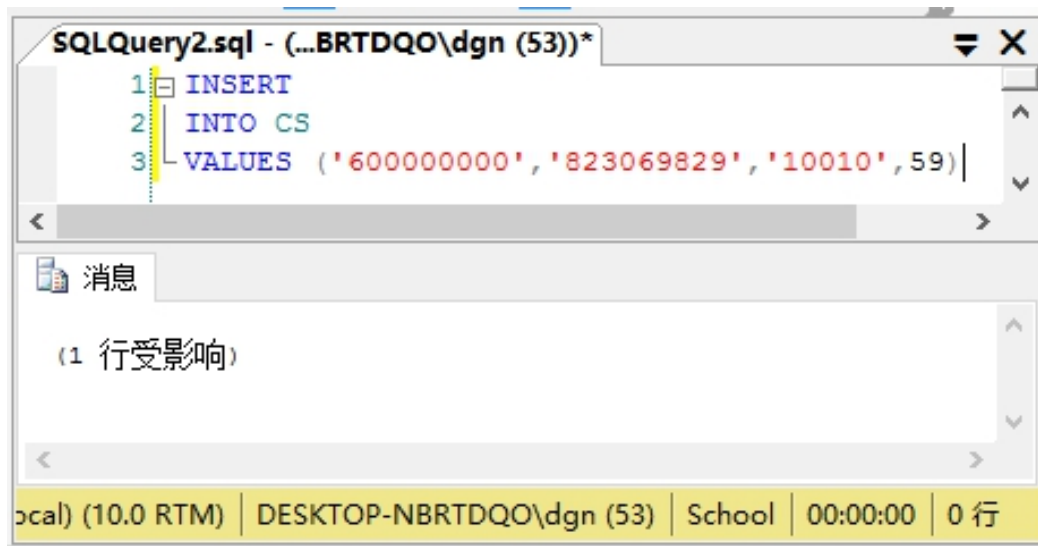 SQLQuery2.sql - (...BRTDQO\dgn (53))*
1 INSERT
2 INTO CS
3 VALUES ('600000000','823069829','10010',59)
消息
(1 行受影响)
ocal) (10.0 RTM) DESKTOP-NBRTDQO\dgn (53) School 00:00:00 0 行